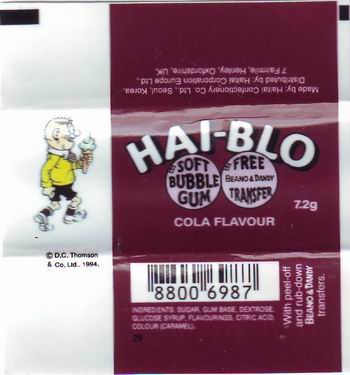 Made by: Haitai Confectionery Co., Ltd., Seoul, Korea.
Distributed by: Haitai Corporation Europe Ltd.,
7 Fairmile, Henley, Oxfordshire, UK.
HAI-BLO
SOFT
BUBBLE
GUM
FREE
BEANO & DANDY
TRANSFER
7.2g
COLA FLAVOUR
© D.C. Thomson
& Co, Ltd., 1994.
8800 6987
INGREDIENTS: SUGAR, GUM BASE, DEXTROSE,
GLUCOSE SYRUP, FLAVOURINGS, CITRIC ACID,
COLOUR (CARAMEL).
25
With peel-off
and rub-down
BEANO & DANDY
transfers.